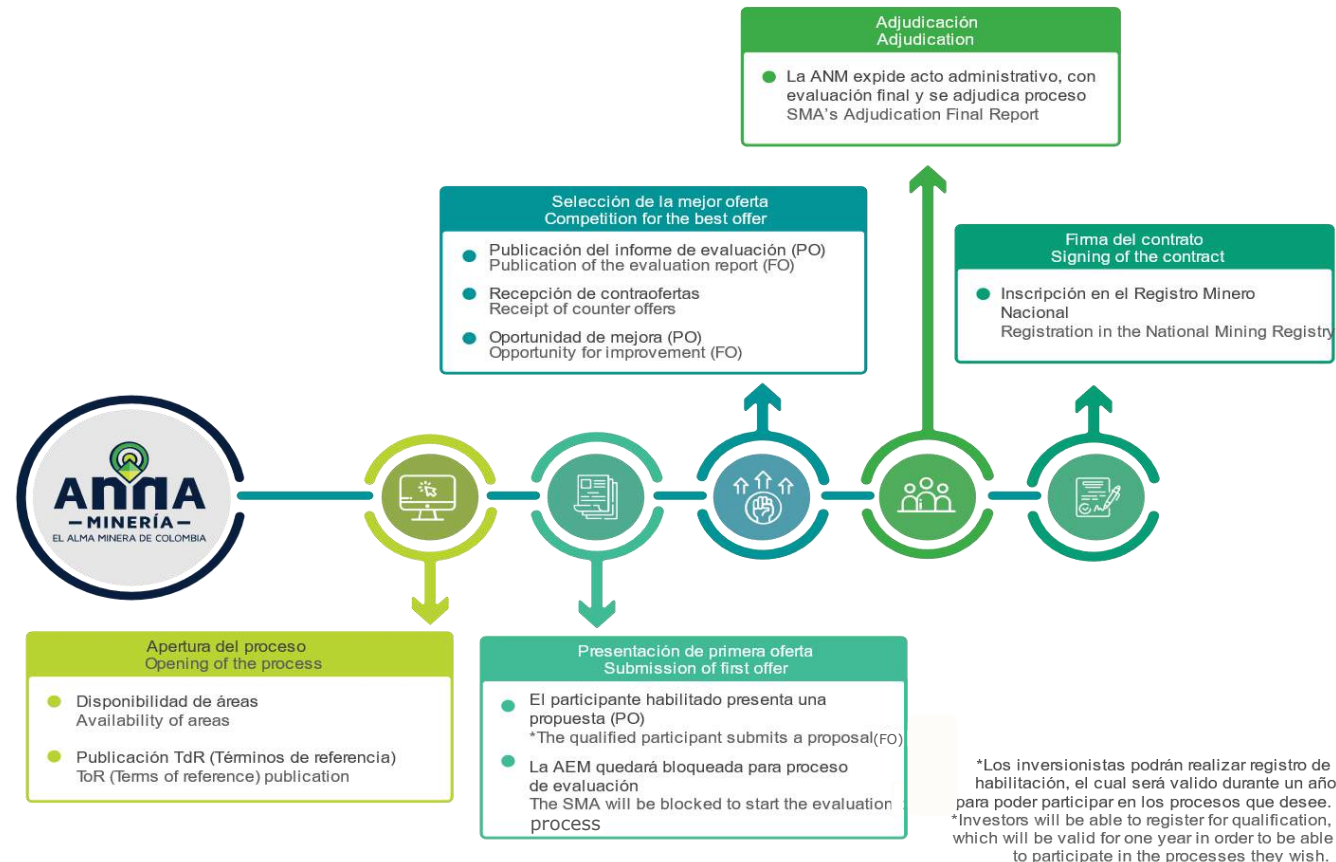 Adjudicación
Adjudication
La ANM expide acto administrativo, con
evaluación final y se adjudica proceso
SMA's Adjudication Final Report
Selección de la mejor oferta
Competition for the best offer
Publicación del informe de evaluación (PO)
Publication of the evaluation report (FO)
Recepción de contraofertas
Receipt of counter offers
Oportunidad de mejora (PO)
Opportunity for improvement (FO)
Firma del contrato
Signing of the contract
Inscripción en el Registro Minero
Nacional
Registration in the National Mining Registry
ANNA
– MINERÍA –
EL ALMA MINERA DE COLOMBIA
Apertura del proceso
Opening of the process
Disponibilidad de áreas
Availability of areas
Publicación TdR (Términos de referencia)
ToR (Terms of reference) publication
Presentación de primera oferta
Submission of first offer
El participante habilitado presenta una
propuesta (PO)
*The qualified participant submits a proposal(FO)
La AEM quedará bloqueada para proceso
de evaluación
The SMA will be blocked to start the evaluation
process
*Los inversionistas podrán realizar registro de
habilitación, el cual será valido durante un año
para poder participar en los procesos que desee.
*Investors will be able to register for qualification,
which will be valid for one year in order to be able
to participate in the processes they wish.